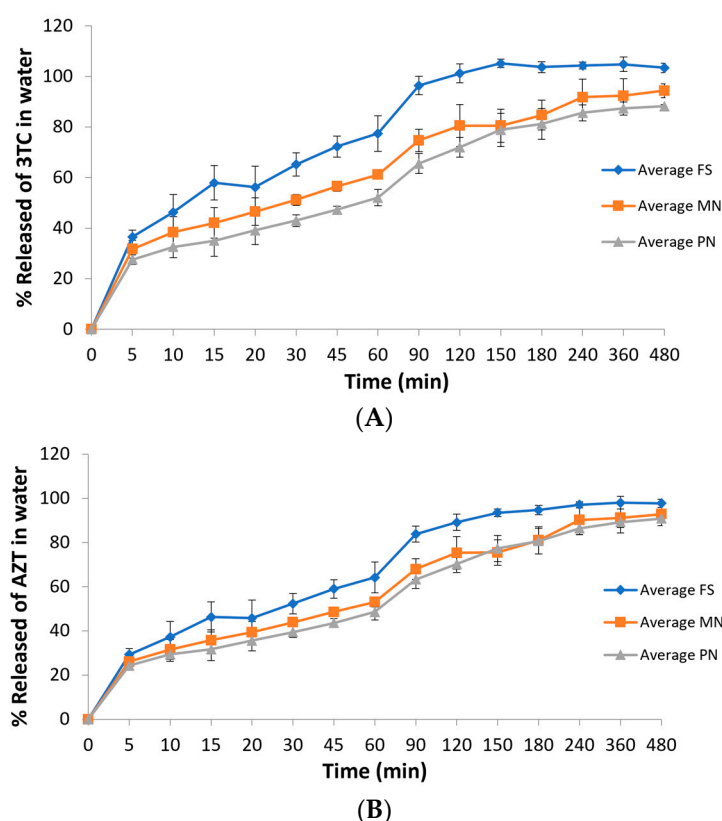 % Released of 3TC in water
120
100
80
60
40
20
0
0 5 10 15 20 30 45 60 90 120 150 180 240 360 480
Time (min)
Average FS
Average MN
Average PN
(A)
% Released of AZT in water
120
100
80
60
40
20
0
0 5 10 15 20 30 45 60 90 120 150 180 240 360 480
Time (min)
Average FS
Average MN
Average PN
(B)